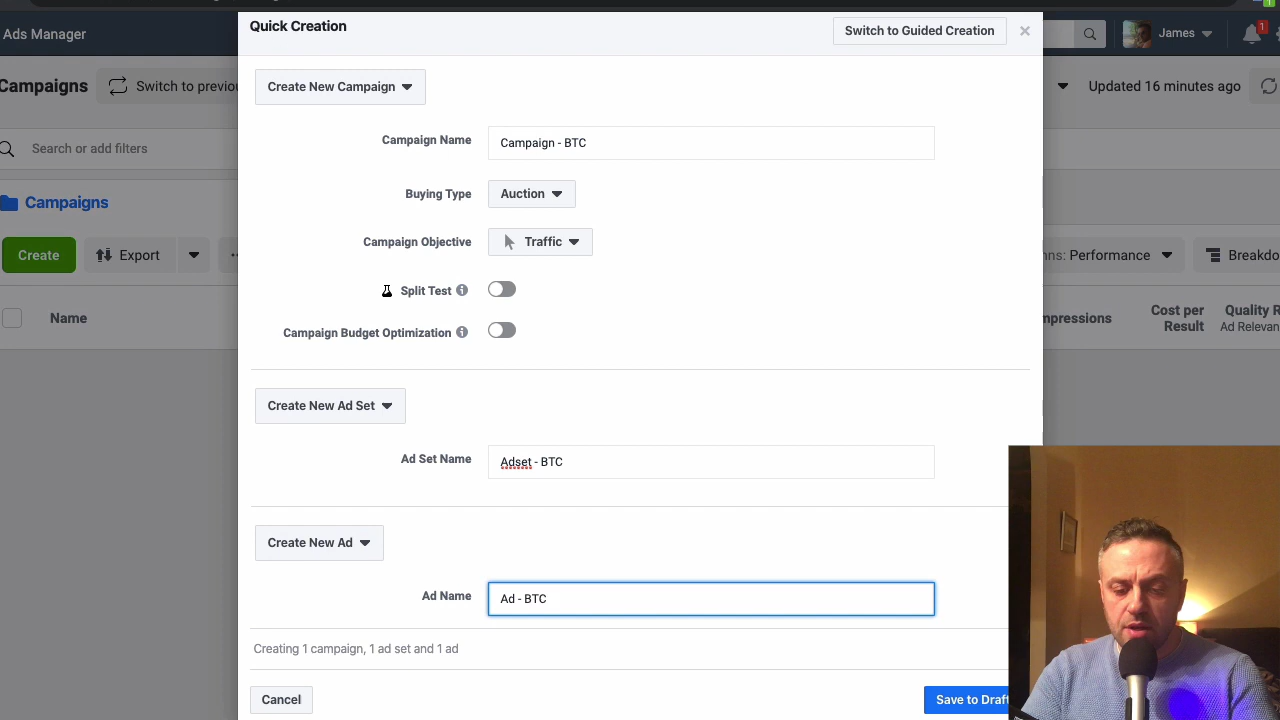 Quick Creation
Switch to Guided Creation
Ads Manager
James
1
Campaigns
Switch to previou
Updated 16 minutes ago
Create New Campaign
Campaign Name
Campaign - BTC
Search or add filters
Buying Type
Auction
Campaigns
Campaign Objective
Traffic
Create
Export
Performance
Breakdo
Split Test
Campaign Budget Optimization
Name
mpressions
Cost per
Result
Quality R
Ad Relevan
Create New Ad Set
Ad Set Name
Adset - BTC
Create New Ad
Ad Name
Ad - BTC
Creating 1 campaign, 1 ad set and 1 ad
Cancel
Save to Draft